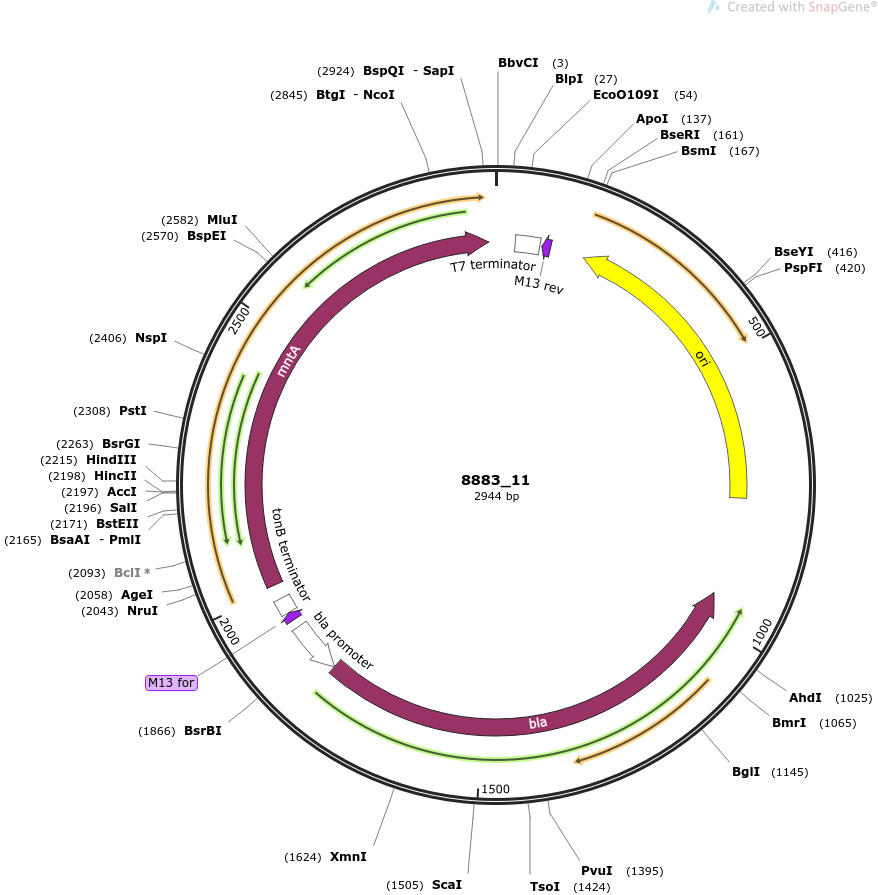 Created with SnapGene®
(2924) BspQI - SapI
(2845) BtgI - NcoI
BbvCI (3)
BlpI (27)
EcoO109I (54)
ApoI (137)
BseRI (161)
BsmI (167)
(2582) MluI
(2570) BspEI
BseYI (416)
PspFI (420)
T7 terminator
M13 rev
2500
500
(2406) NspI
mntA
ori
(2308) PstI
(2263) BsrGI
(2215) HindIII
(2198) HincII
(2197) AccI
(2196) SalI
(2171) BstEII
(2165) BsaAI - PmlI
8883_11
2944 bp
(2093) BclI *
(2058) AgeI
(2043) NruI
tonB terminator
2000
bla promoter
1000
M13 for
(1866) BsrBI
bla
AhdI (1025)
BmrI (1065)
BglI (1145)
1500
(1624) XmnI
(1505) ScaI
PvuI (1395)
TsoI (1424)